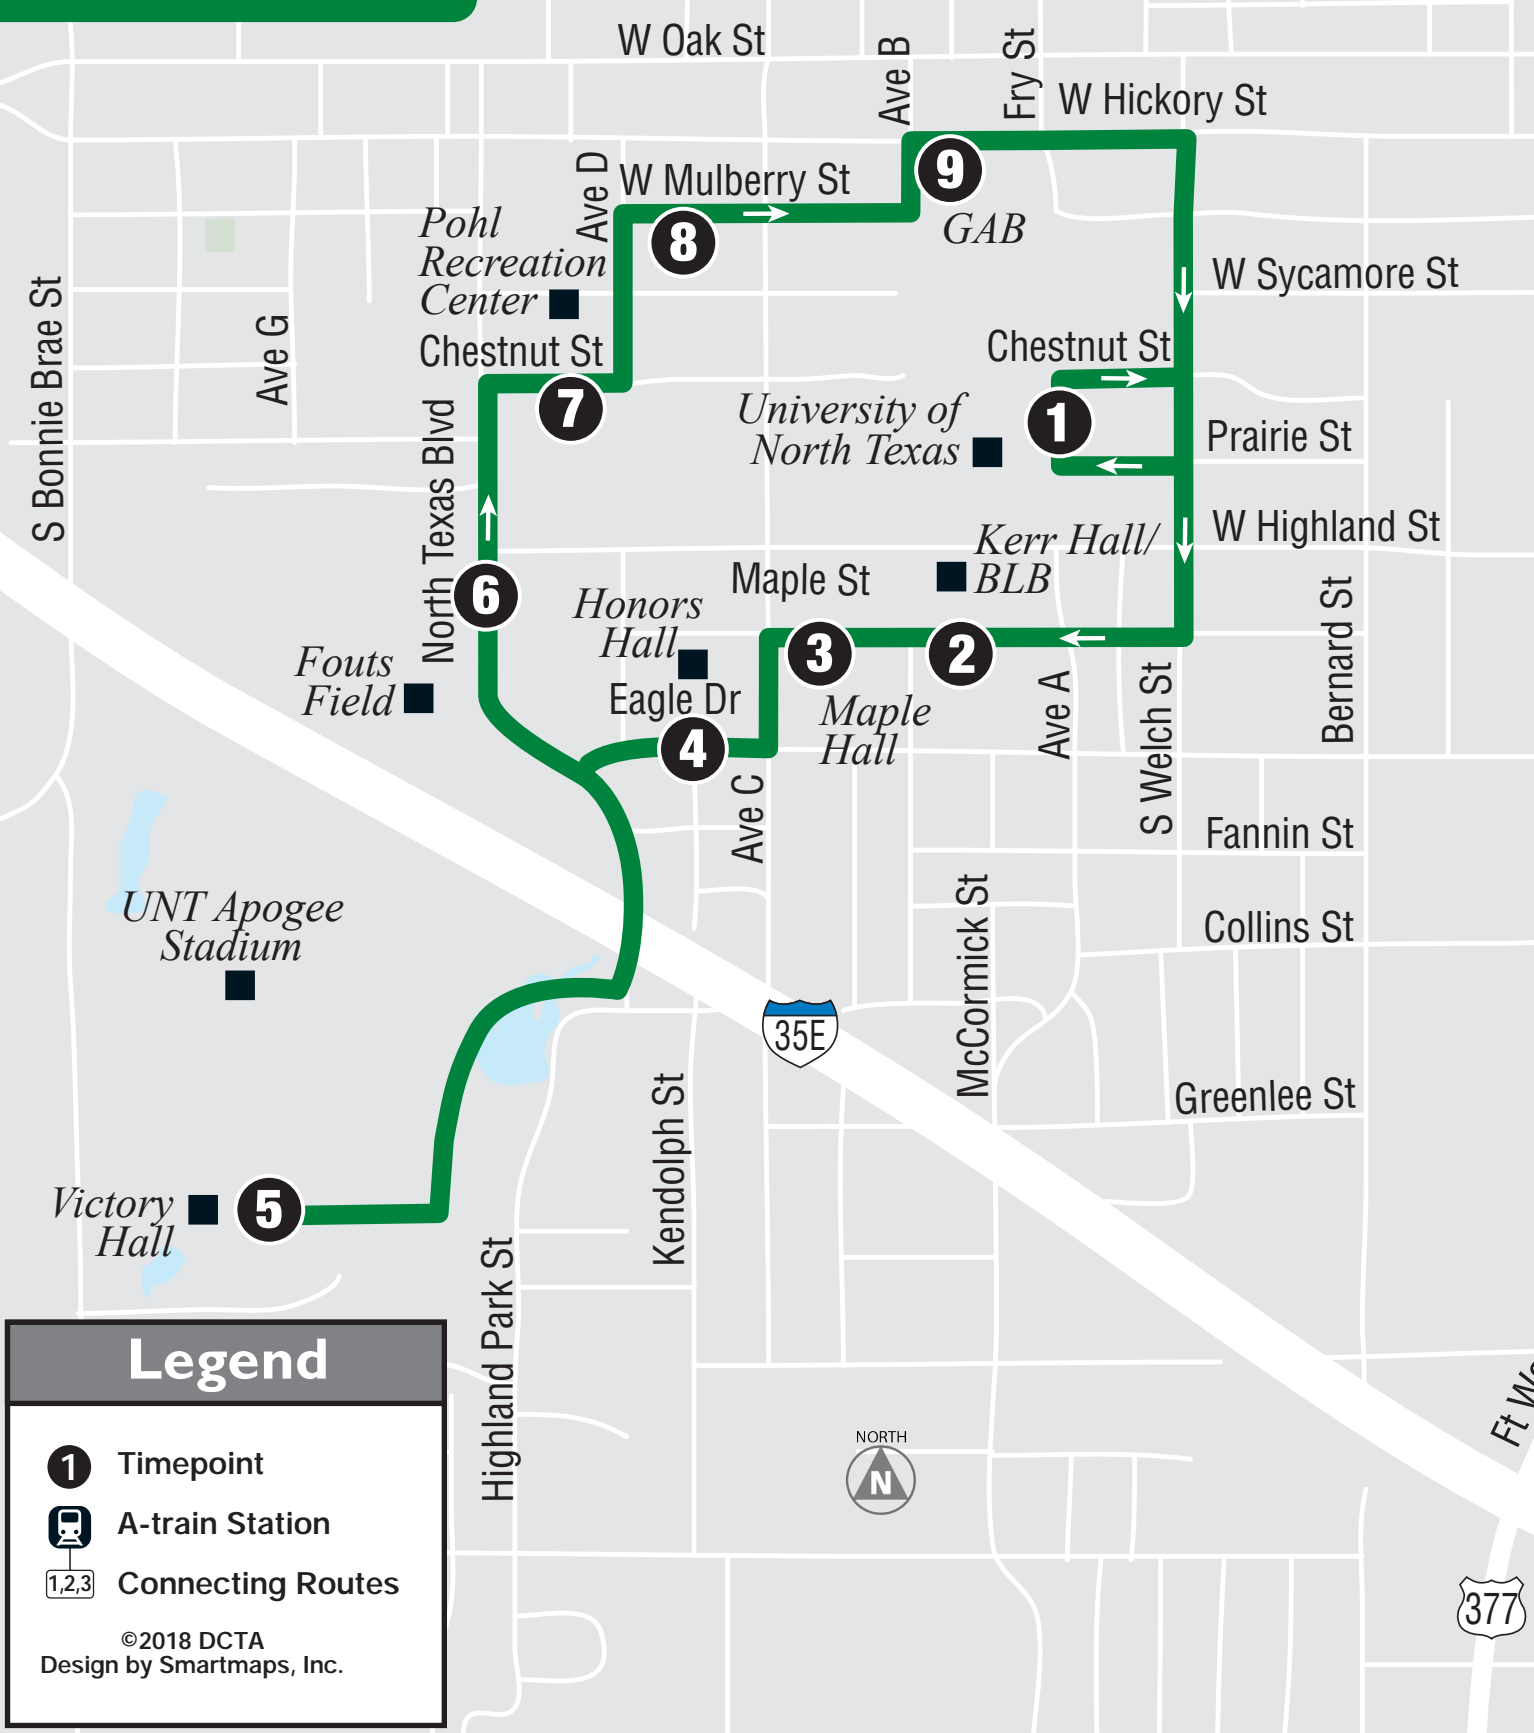 W Oak St
Ave B
Fry St
W Hickory St
Ave D
W Mulberry St
9
GAB
8
Pohl
Recreation
Center
W Sycamore St
S Bonnie Brae St
Ave G
Chestnut St
7
Chestnut St
1
University of
North Texas
Prairie St
North Texas Blvd
W Highland St
Kerr Hall/
BLB
Maple St
6
Honors
Hall
3
2
Bernard St
Fouts
Field
Eagle Dr
4
Maple
Hall
Ave A
S Welch St
Ave C
Fannin St
UNT Apogee
Stadium
McCormick St
Collins St
35E
Kendolph St
Greenlee St
Victory
Hall
5
Highland Park St
Legend
1 Timepoint
A-train Station
1,2,3 Connecting Routes
©2018 DCTA
Design by Smartmaps, Inc.
NORTH
N
Ft
377